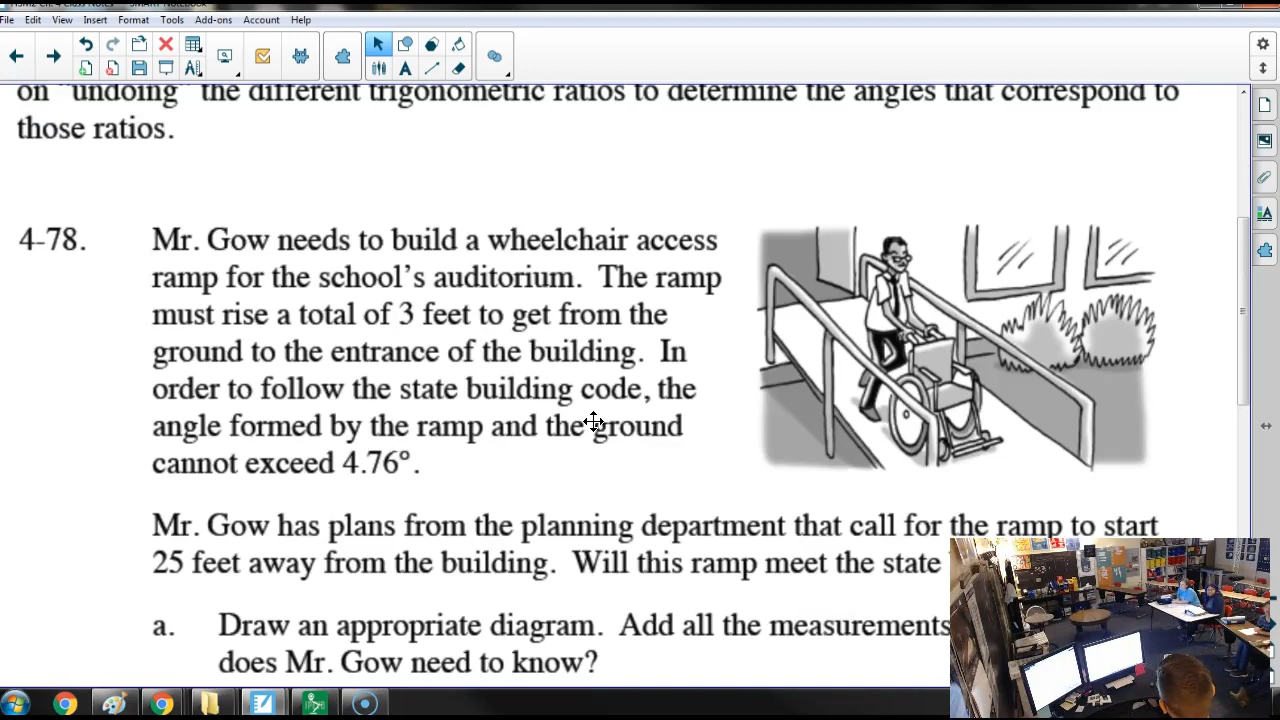 File Edit View Insert Format Tools Add-ons Account Help
on "undoing" the different trigonometric ratios to determine the angles that correspond to
those ratios.
4-78. Mr. Gow needs to build a wheelchair access
ramp for the school's auditorium. The ramp
must rise a total of 3 feet to get from the
ground to the entrance of the building. In
order to follow the state building code, the
angle formed by the ramp and the ground
cannot exceed 4.76°.
Mr. Gow has plans from the planning department that call for the ramp to start
25 feet away from the building. Will this ramp meet the state
a. Draw an appropriate diagram. Add all the measurements
does Mr. Gow need to know?